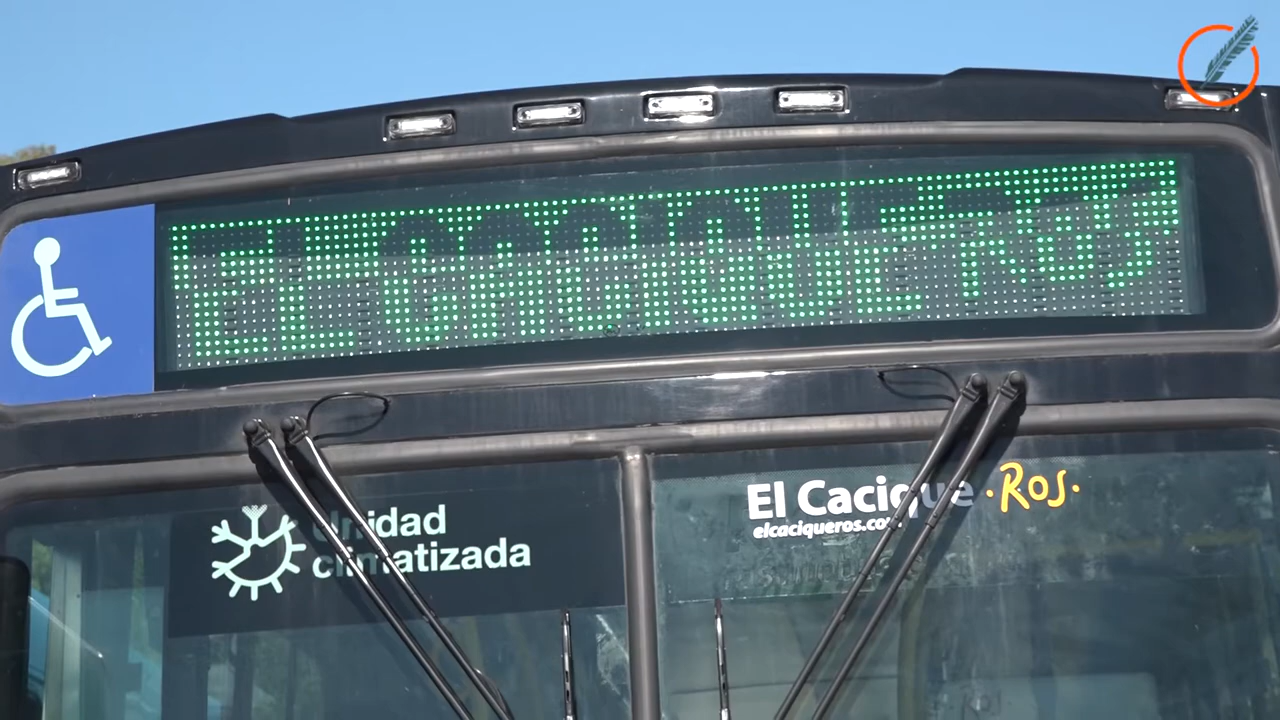 EL CACIQUE Ros
Unidad
climatizada
El Cacique ·Ros·
elcaciqueros.com